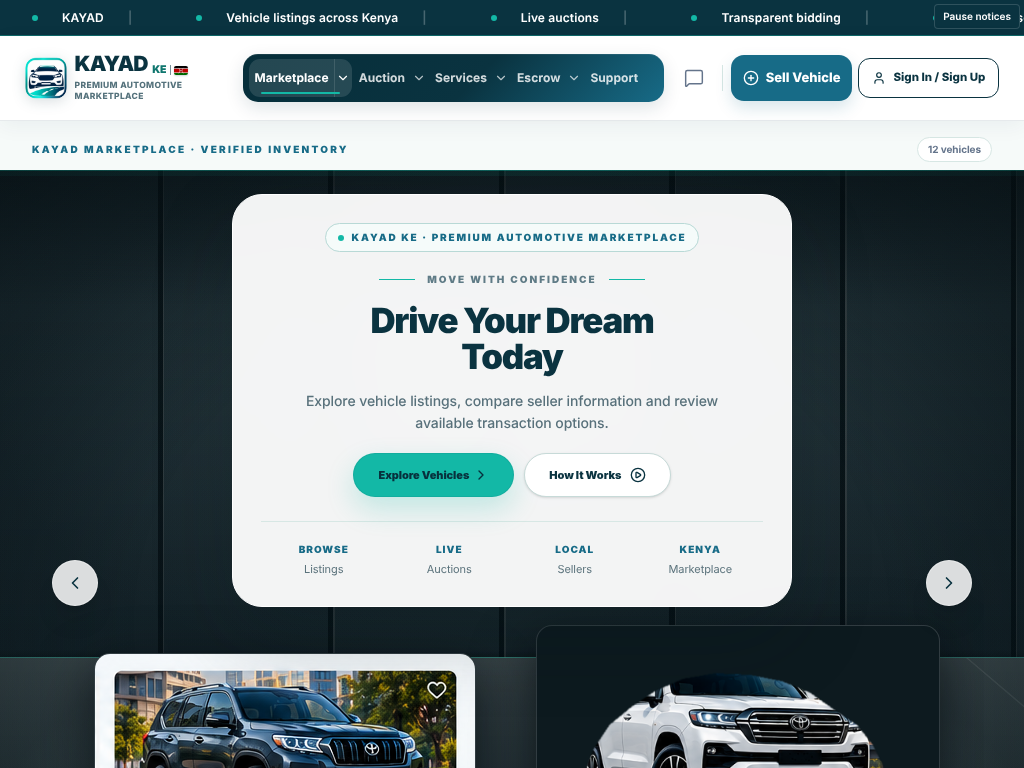 KAYAD
Vehicle listings across Kenya
Live auctions
Transparent bidding
Pause notices
KAYAD KE
PREMIUM AUTOMOTIVE
MARKETPLACE
Marketplace
Auction
Services
Escrow
Support
Sell Vehicle
Sign In / Sign Up
KAYAD MARKETPLACE · VERIFIED INVENTORY
12 vehicles
KAYAD KE · PREMIUM AUTOMOTIVE MARKETPLACE
MOVE WITH CONFIDENCE
Drive Your Dream
Today
Explore vehicle listings, compare seller information and review
available transaction options.
Explore Vehicles
How It Works
BROWSE
Listings
LIVE
Auctions
LOCAL
Sellers
KENYA
Marketplace